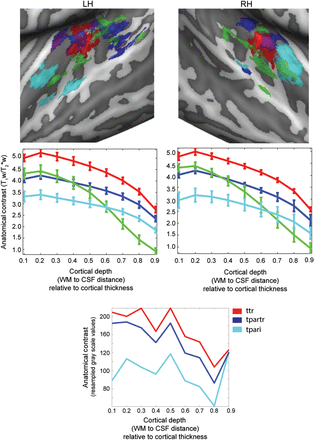 LH
RH
Anatomical contrast (T1w/T2*w)
5.0
4.5
4.0
3.5
3.0
2.5
2.0
1.5
1.0
0.1 0.2 0.3 0.4 0.5 0.6 0.7 0.8 0.9
Cortical depth
(WM to CSF distance)
relative to cortical thickness
5.0
4.5
4.0
3.5
3.0
2.5
2.0
1.5
1.0
0.1 0.2 0.3 0.4 0.5 0.6 0.7 0.8 0.9
Cortical depth
(WM to CSF distance)
relative to cortical thickness
Anatomical contrast
(resampled gray scale values)
200
180
160
140
120
100
80
60
0.1 0.2 0.3 0.4 0.5 0.6 0.7 0.8 0.9
Cortical depth
(WM to CSF distance)
relative to cortical thickness
ttr
tpartr
tpari